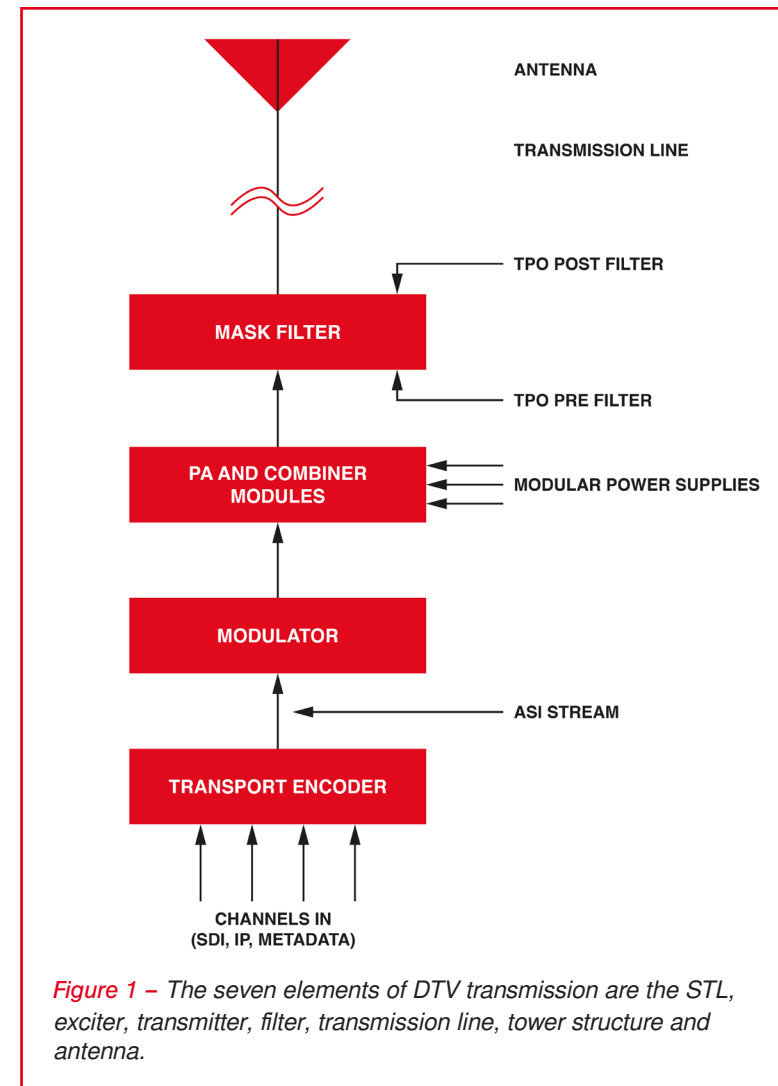 ANTENNA
TRANSMISSION LINE
TPO POST FILTER
MASK FILTER
TPO PRE FILTER
PA AND COMBINER
MODULES
MODULAR POWER SUPPLIES
MODULATOR
ASI STREAM
TRANSPORT ENCODER
CHANNELS IN
(SDI, IP, METADATA)
Figure 1 – The seven elements of DTV transmission are the STL,
exciter, transmitter, filter, transmission line, tower structure and
antenna.